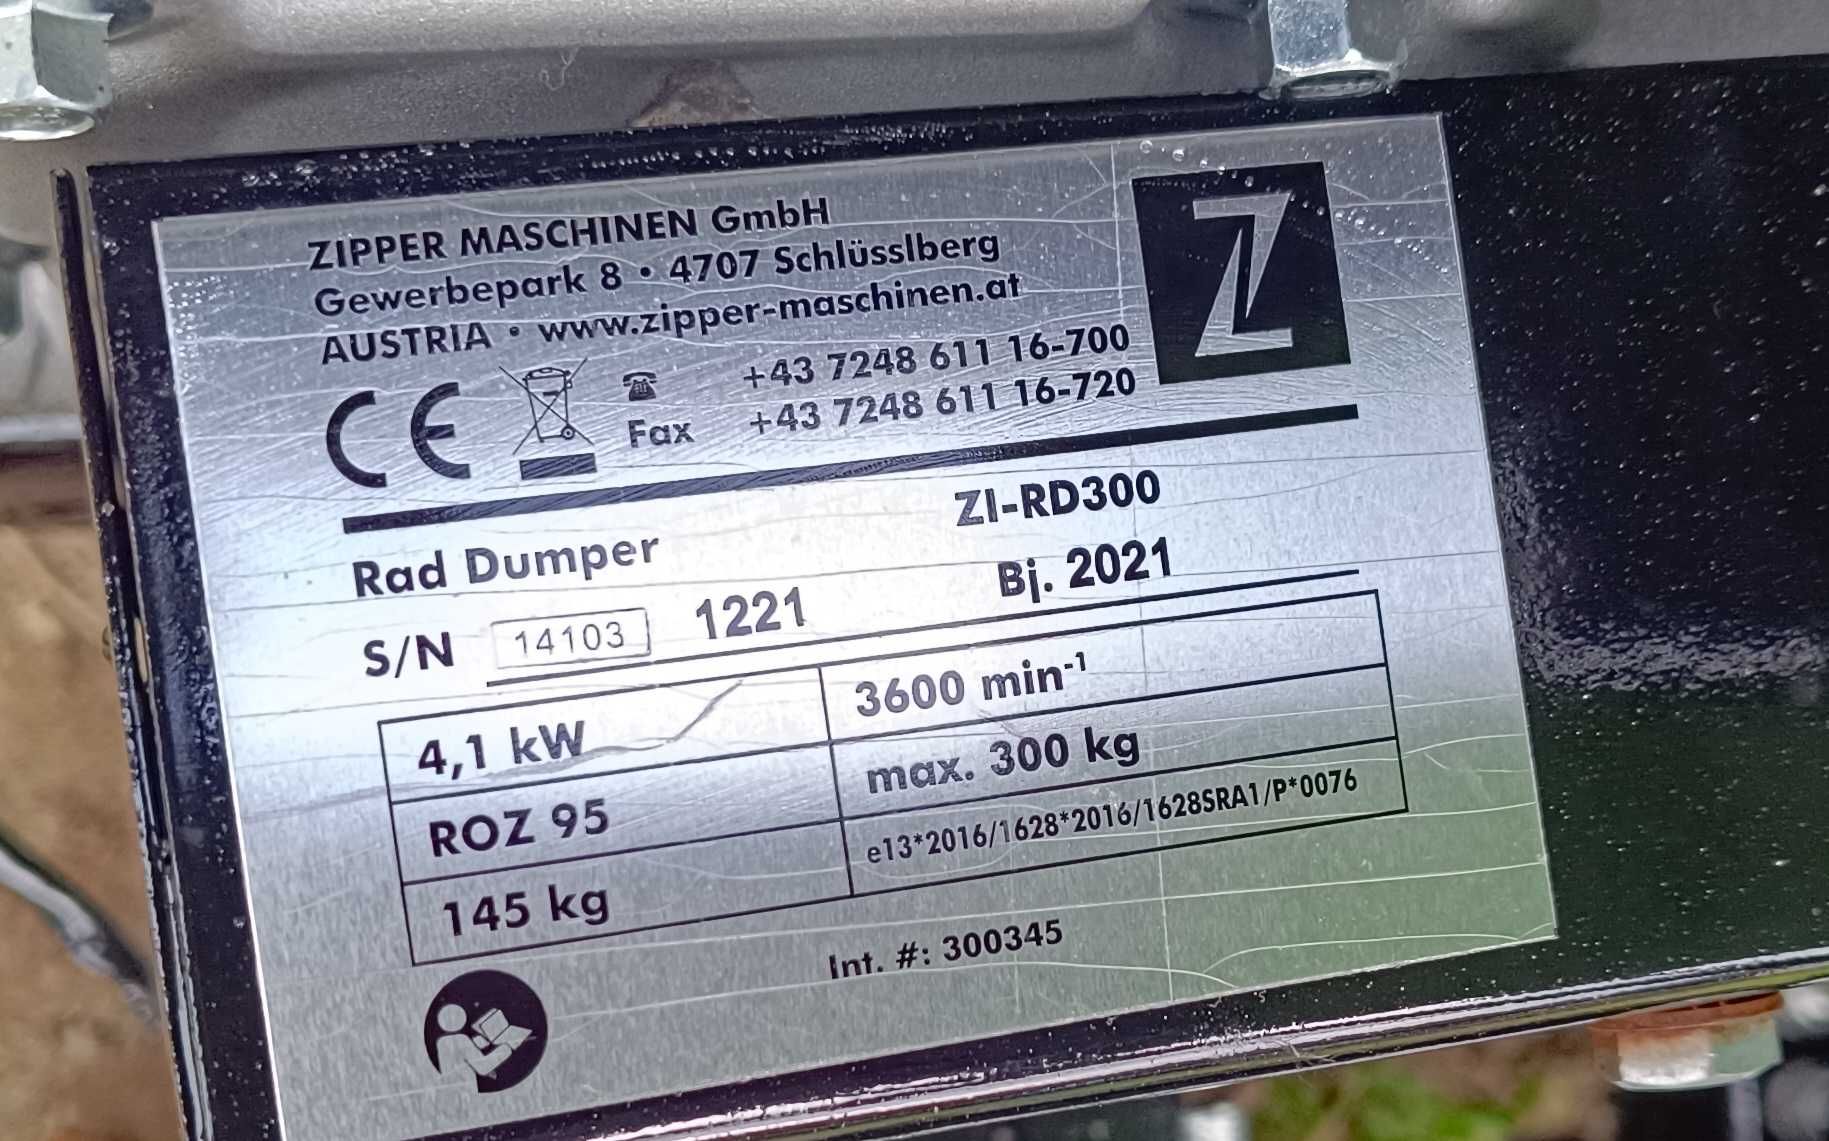 ZIPPER MASCHINEN GmbH
Gewerbepark 8 • 4707 Schlüsslberg
AUSTRIA • www.zipper-maschinen.at
Z
CE
☎ +43 7248 611 16-700
Fax +43 7248 611 16-720
Rad Dumper ZI-RD300
S/N 14103 1221 Bj. 2021
4,1 kW 3600 min⁻¹
ROZ 95 max. 300 kg
145 kg e13*2016/1628*2016/1628SRA1/P*0076
Int. #: 300345